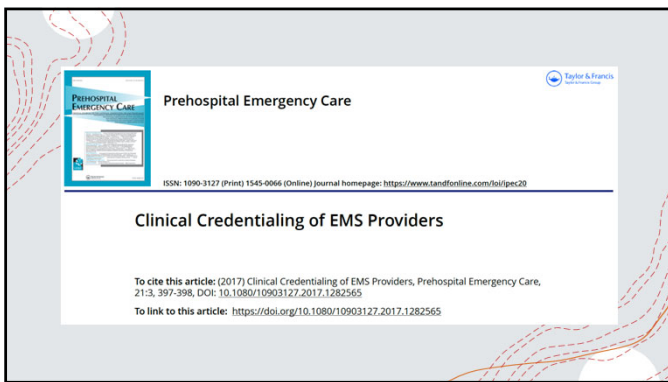 Taylor & Francis
Taylor & Francis Group
PREHOSPITAL
EMERGENCY CARE
Prehospital Emergency Care
ISSN: 1090-3127 (Print) 1545-0066 (Online) Journal homepage: https://www.tandfonline.com/loi/ipec20
Clinical Credentialing of EMS Providers
To cite this article: (2017) Clinical Credentialing of EMS Providers, Prehospital Emergency Care,
21:3, 397-398, DOI: 10.1080/10903127.2017.1282565
To link to this article: https://doi.org/10.1080/10903127.2017.1282565